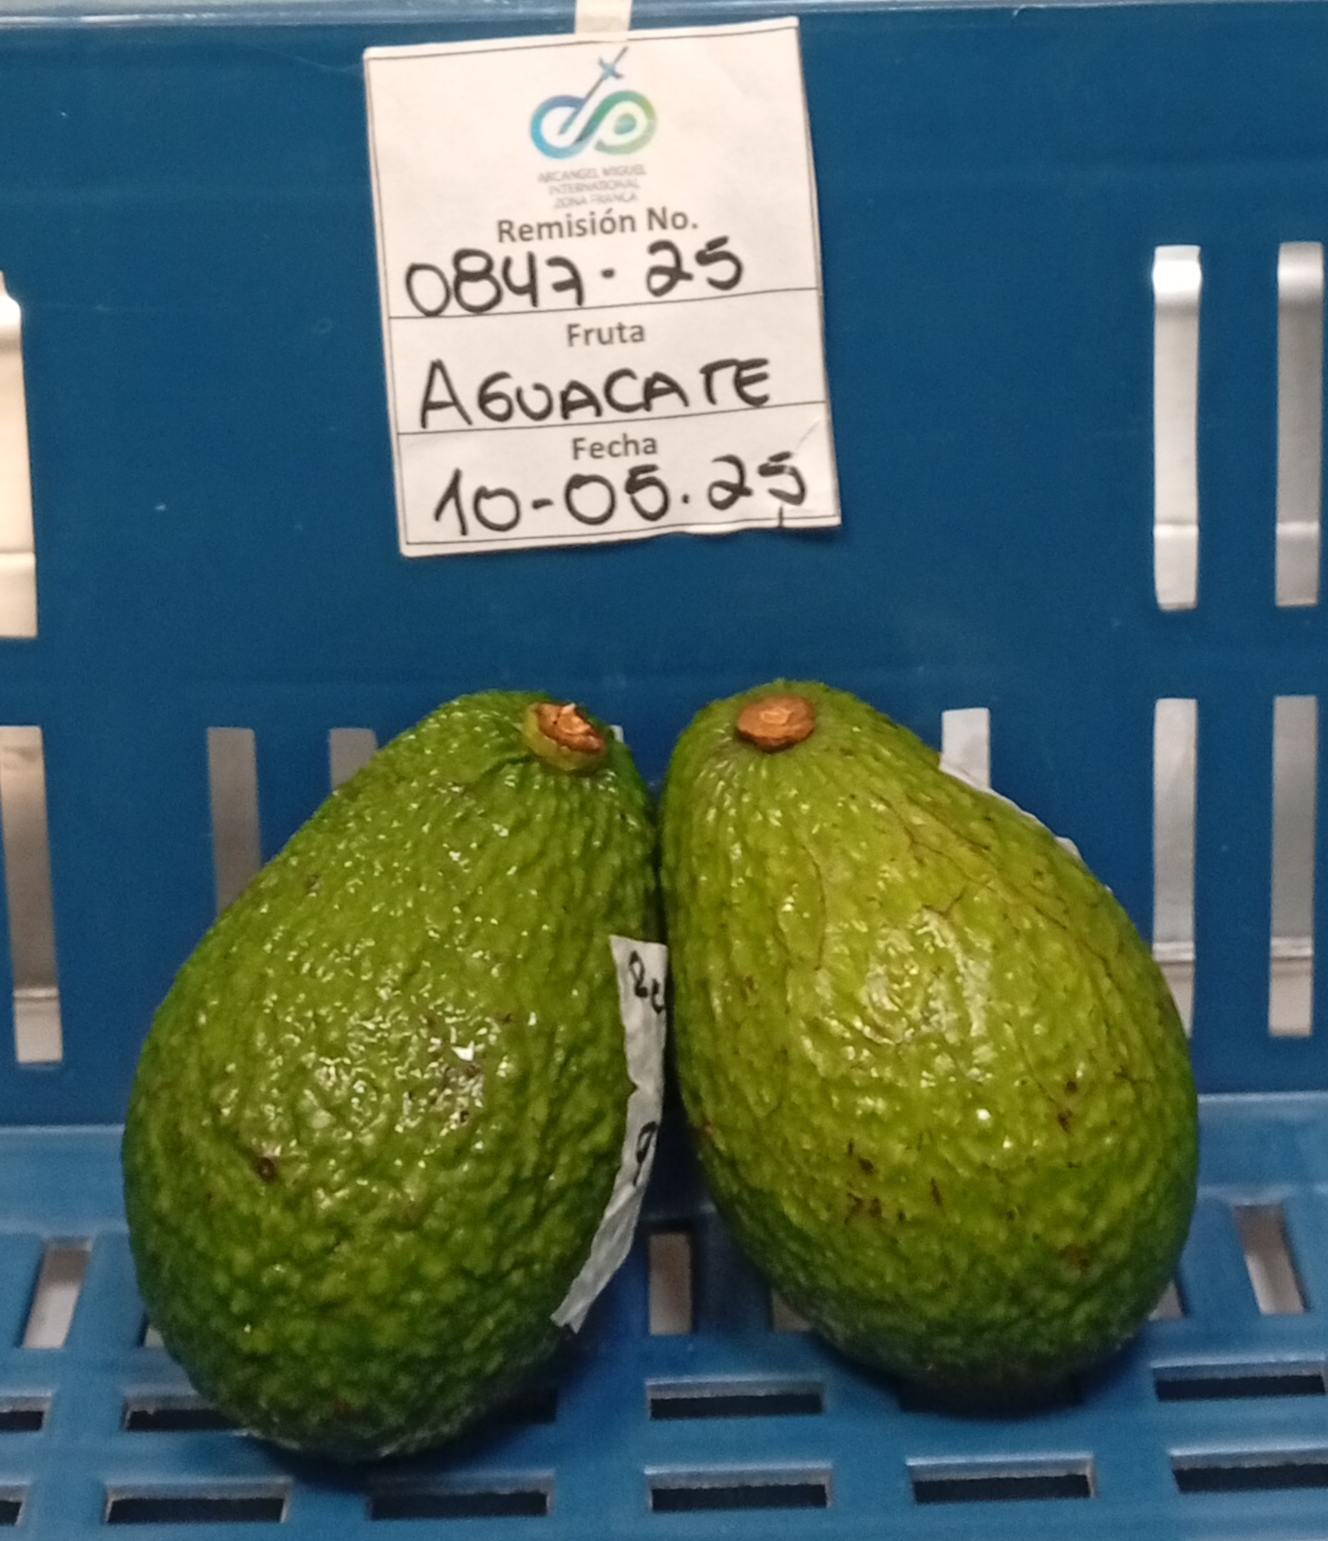 ARCANGEL MIGUEL
INTERNATIONAL
ZONA FRANCA
Remisión No.
0847-25
Fruta
AGUACATE
Fecha
10-05.25